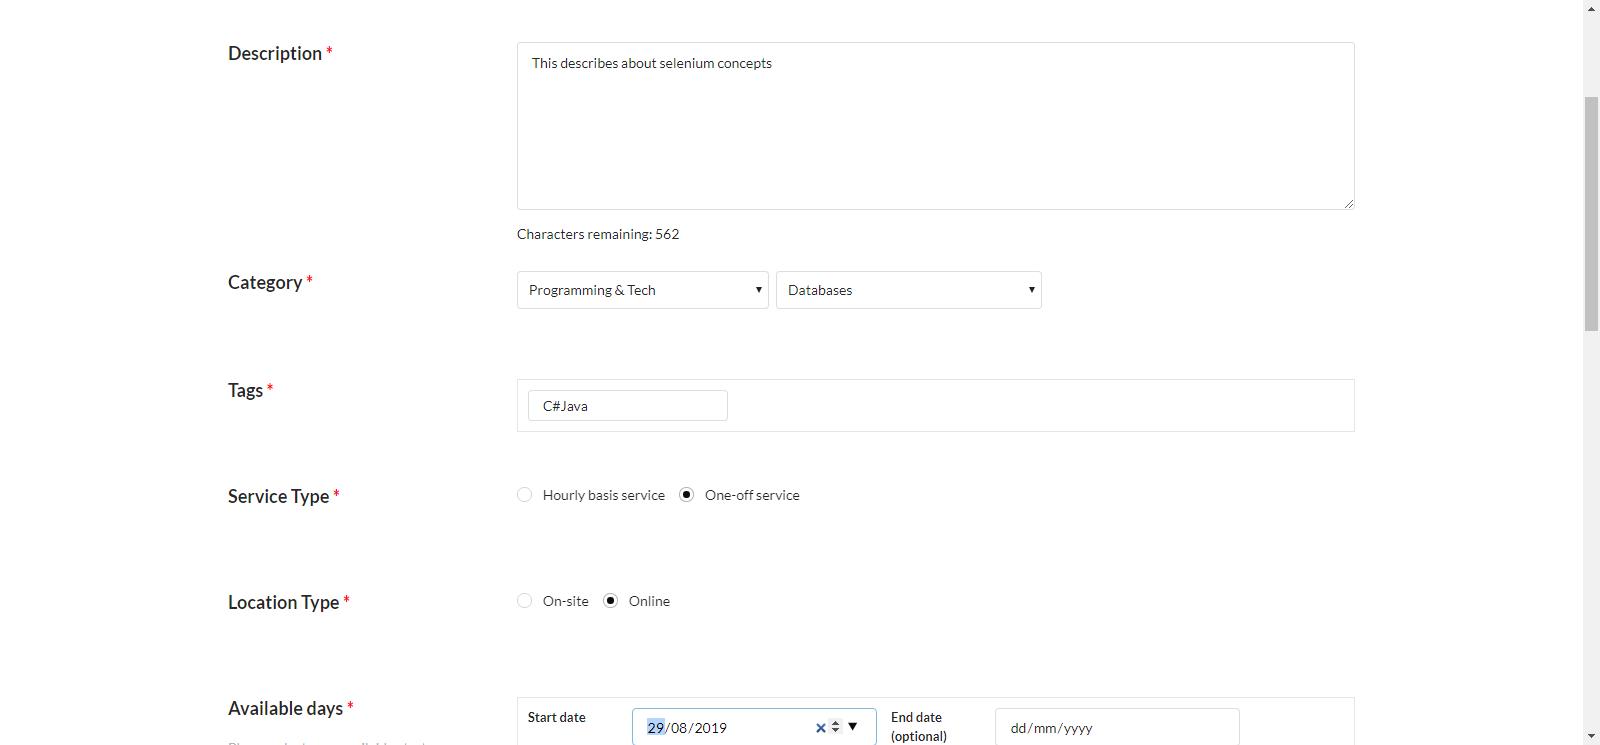 Description *
This describes about selenium concepts
Characters remaining: 562
Category *
Programming & Tech
Databases
Tags *
C#Java
Service Type *
Hourly basis service
One-off service
Location Type *
On-site
Online
Available days *
Start date
29/08/2019
End date
(optional)
dd/mm/yyyy